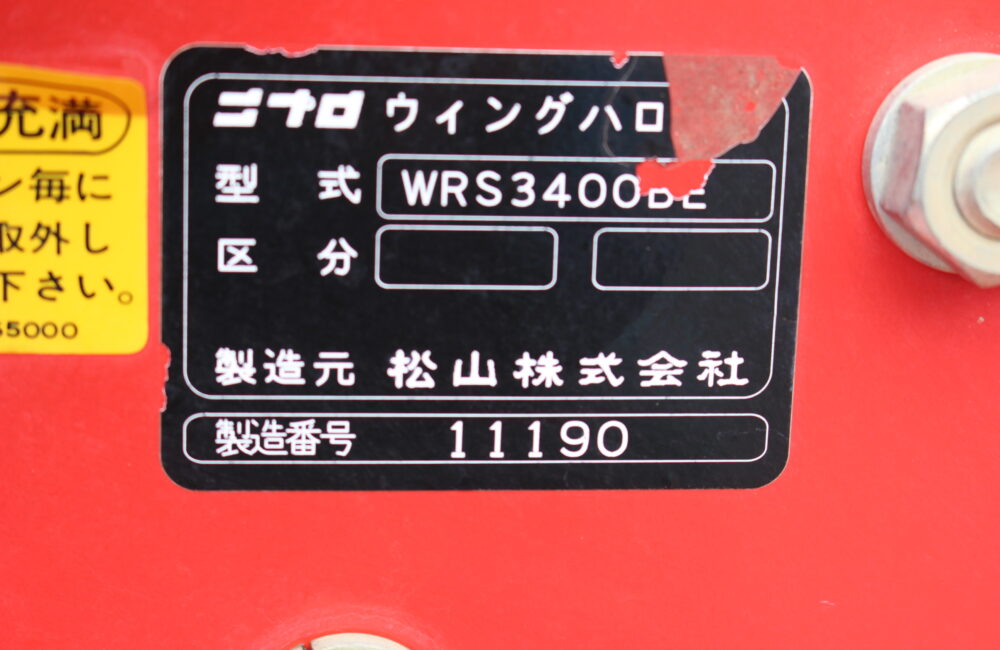 充満
ン毎に
取外し
下さい。
5000
ニプロ ウィングハロ
型式 WRS3400
区分
製造元 松山株式会社
製造番号 11190